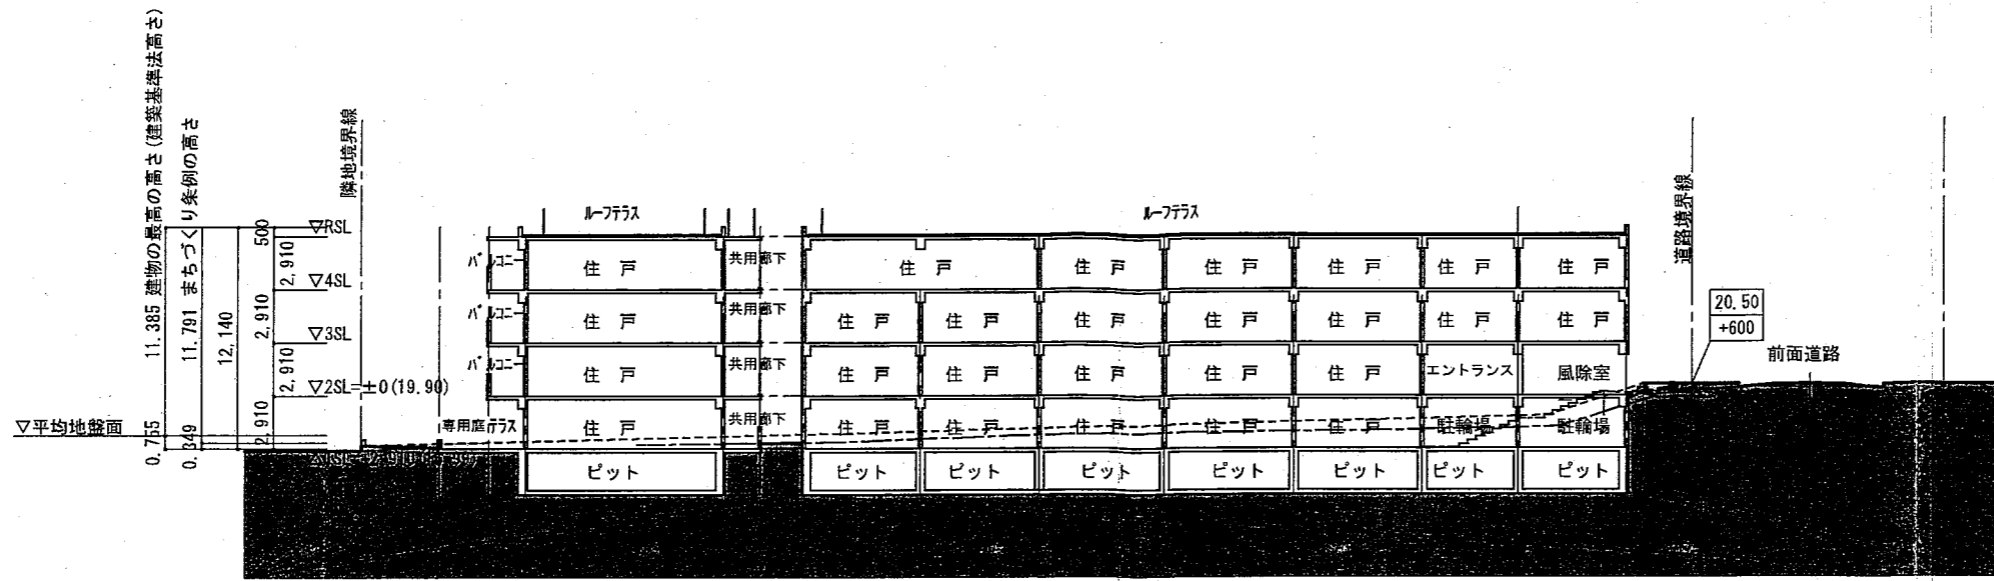 11.385 建物の最高の高さ(建築基準法高さ)
11.791 まちづくり条例の高さ
12,140
0.755
0.349
▽平均地盤面
隣地境界線
500
2,910
2,910
2,910
2,910
▽RSL
▽4SL
▽3SL
▽2SL=±0(19.90)
ルーフテラス
ルーフテラス
バルコニー 住戸 共用廊下 住戸 住戸 住戸 住戸 住戸 住戸
バルコニー 住戸 共用廊下 住戸 住戸 住戸 住戸 住戸 住戸 住戸
バルコニー 住戸 共用廊下 住戸 住戸 住戸 住戸 住戸 エントランス 風除室
専用庭テラス 住戸 共用廊下 住戸 住戸 住戸 住戸 住戸 駐輪場 駐輪場
ピット ピット ピット ピット ピット ピット ピット ピット
道路境界線
20.50
+600
前面道路